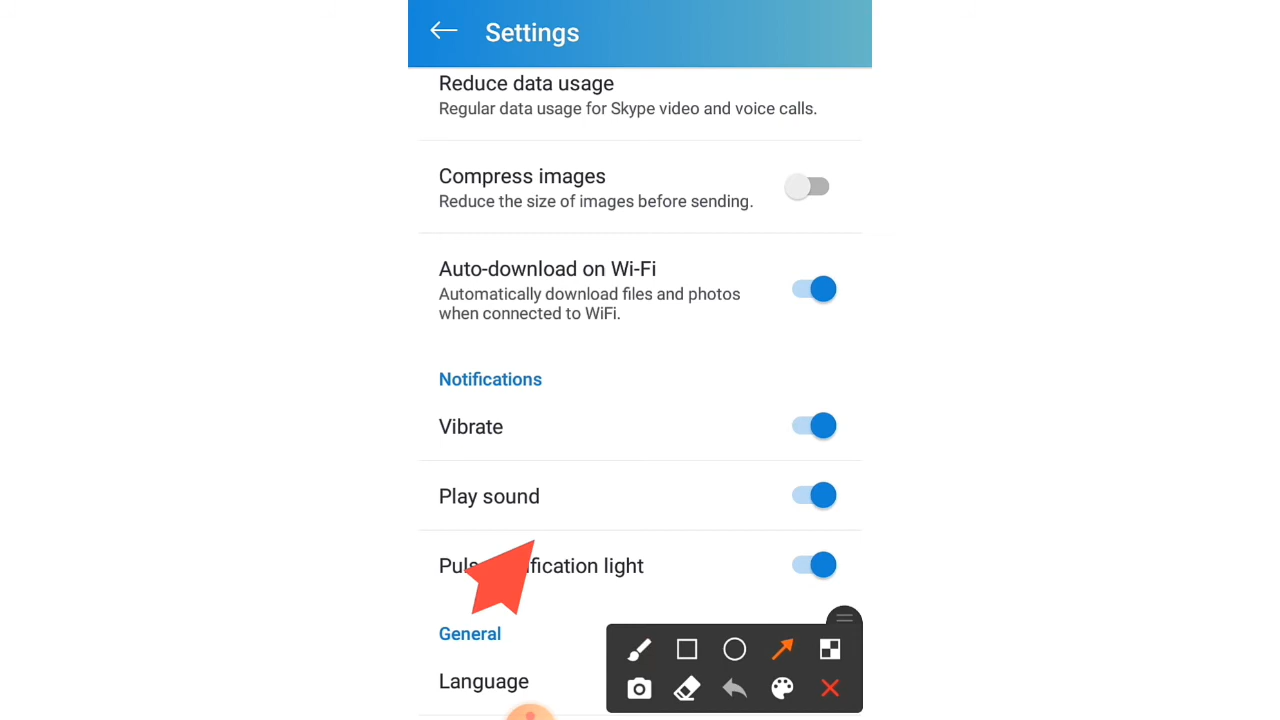 Settings
Reduce data usage
Regular data usage for Skype video and voice calls.
Compress images
Reduce the size of images before sending.
Auto-download on Wi-Fi
Automatically download files and photos
when connected to WiFi.
Notifications
Vibrate
Play sound
light
General
Language